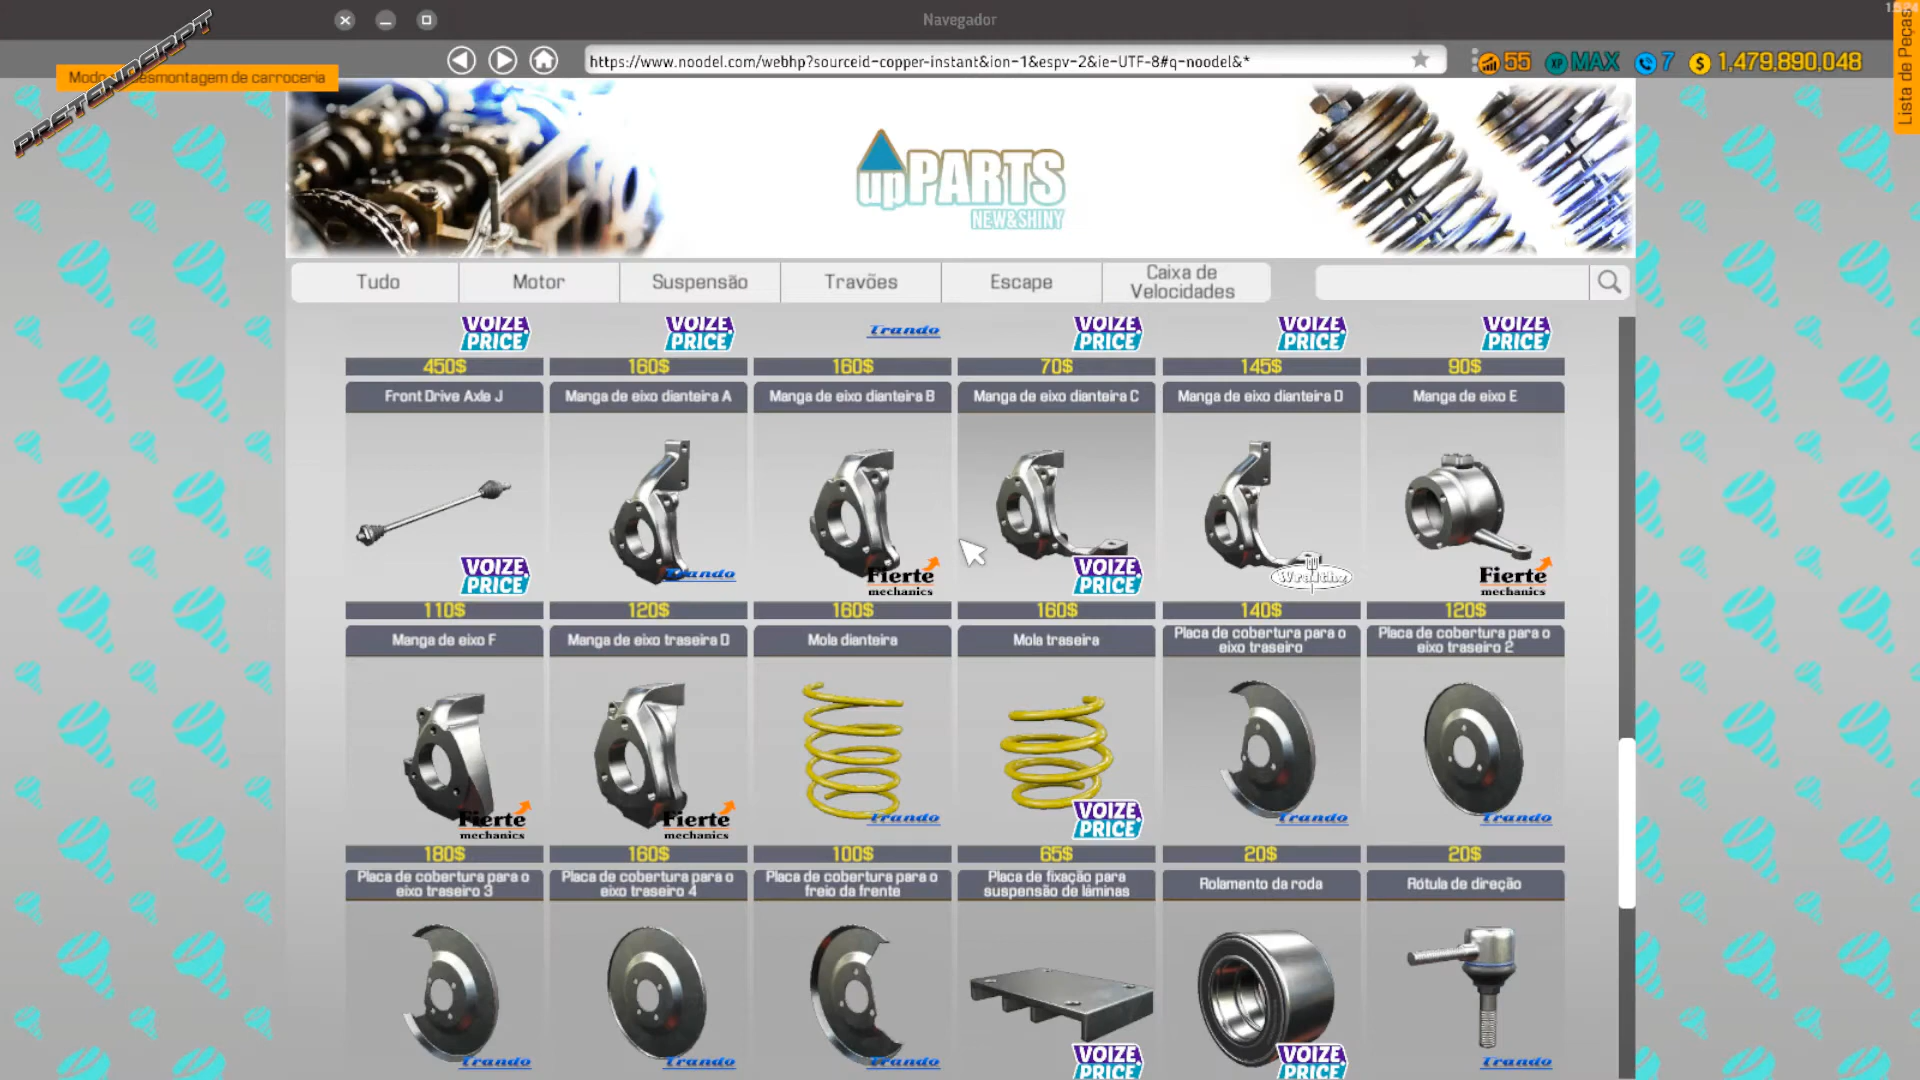 Navegador
1.5.24
PRETENDERPT
https://www.noodel.com/webhp?sourceid-copper-instant&ion-1&espv-2&ie-UTF-8#q-noodel&*
55
XP MAX
7
$ 1,479,890,048
Lista de Peças
esmontagem de carroceria
upPARTS
NEW&SHINY
Tudo
Motor
Suspensão
Travões
Escape
Caixa de
Velocidades
VOIZE PRICE
VOIZE PRICE
Trando
VOIZE PRICE
VOIZE PRICE
VOIZE PRICE
450$ 160$ 160$ 70$ 145$ 90$
Front Drive Axle J
Manga de eixo dianteira A
Manga de eixo dianteira B
Manga de eixo dianteira C
Manga de eixo dianteira D
Manga de eixo E
VOIZE PRICE
Trando
Fierte mechanics
VOIZE PRICE
Fierte mechanics
110$ 120$ 160$ 160$ 140$ 120$
Manga de eixo F
Manga de eixo traseira D
Mola dianteira
Mola traseira
Placa de cobertura para o
eixo traseiro
Placa de cobertura para o
eixo traseiro 2
Fierte mechanics
Fierte mechanics
Trando
VOIZE PRICE
Trando
Trando
180$ 160$ 100$ 65$ 20$ 20$
Placa de cobertura para o
eixo traseiro 3
Placa de cobertura para o
eixo traseiro 4
Placa de cobertura para o
freio da frente
Placa de fixação para
suspensão de lâminas
Rolamento da roda
Rótula de direção
Trando
Trando
Trando
VOIZE PRICE
VOIZE PRICE
Trando